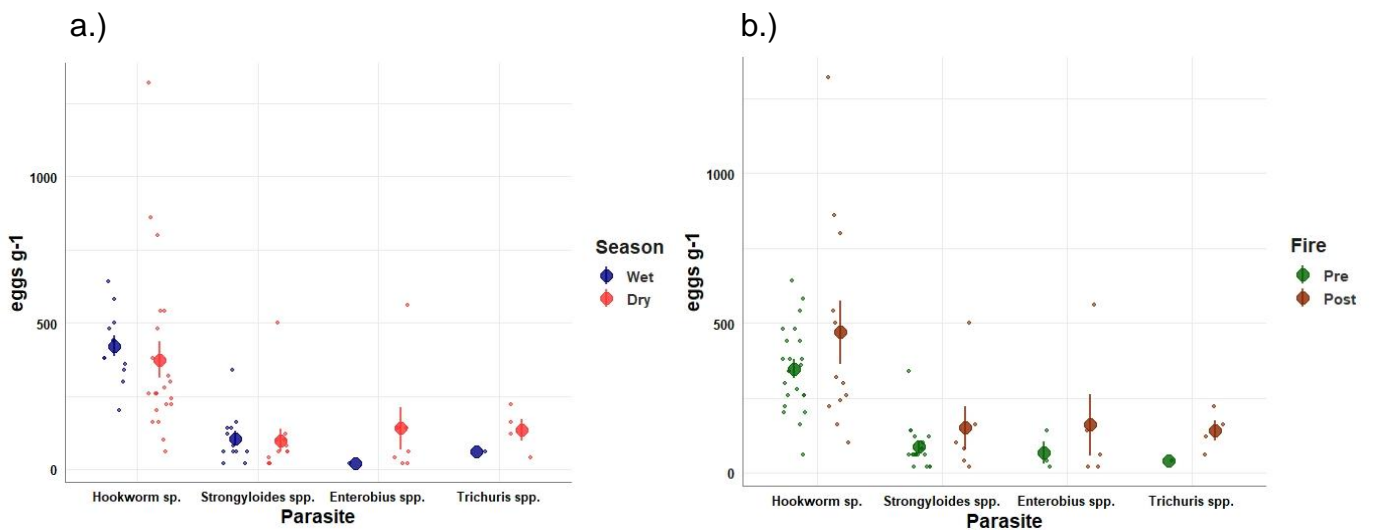 a.)
1000
500
0
eggs g-1
Hookworm sp. Strongyloides spp. Enterobius spp. Trichuris spp.
Parasite
Season
Wet
Dry
b.)
1000
500
0
eggs g-1
Hookworm sp. Strongyloides spp. Enterobius spp. Trichuris spp.
Parasite
Fire
Pre
Post